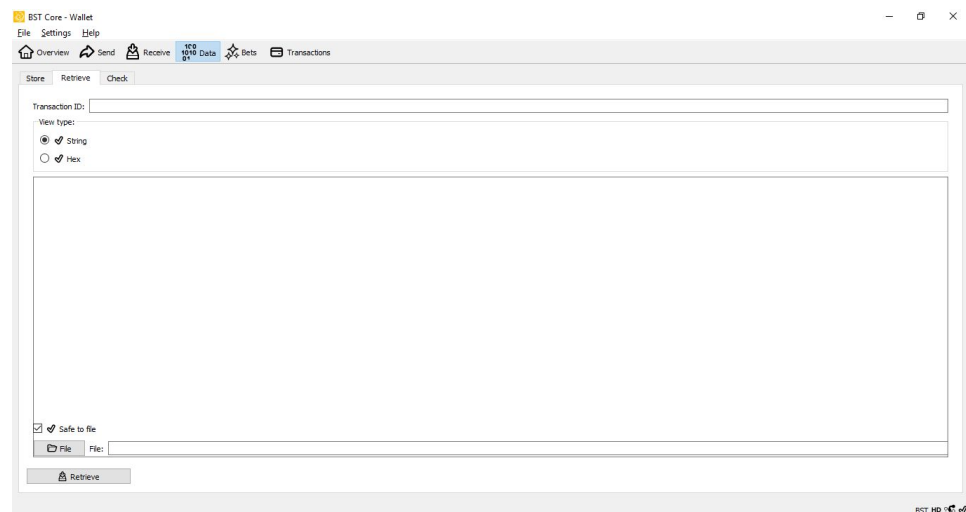 BST Core - Wallet
File Settings Help
Overview Send Receive 1010 Data Bets Transactions
Store Retrieve Check
Transaction ID:
View type:
String
Hex
Safe to file
File File:
Retrieve
BST HD